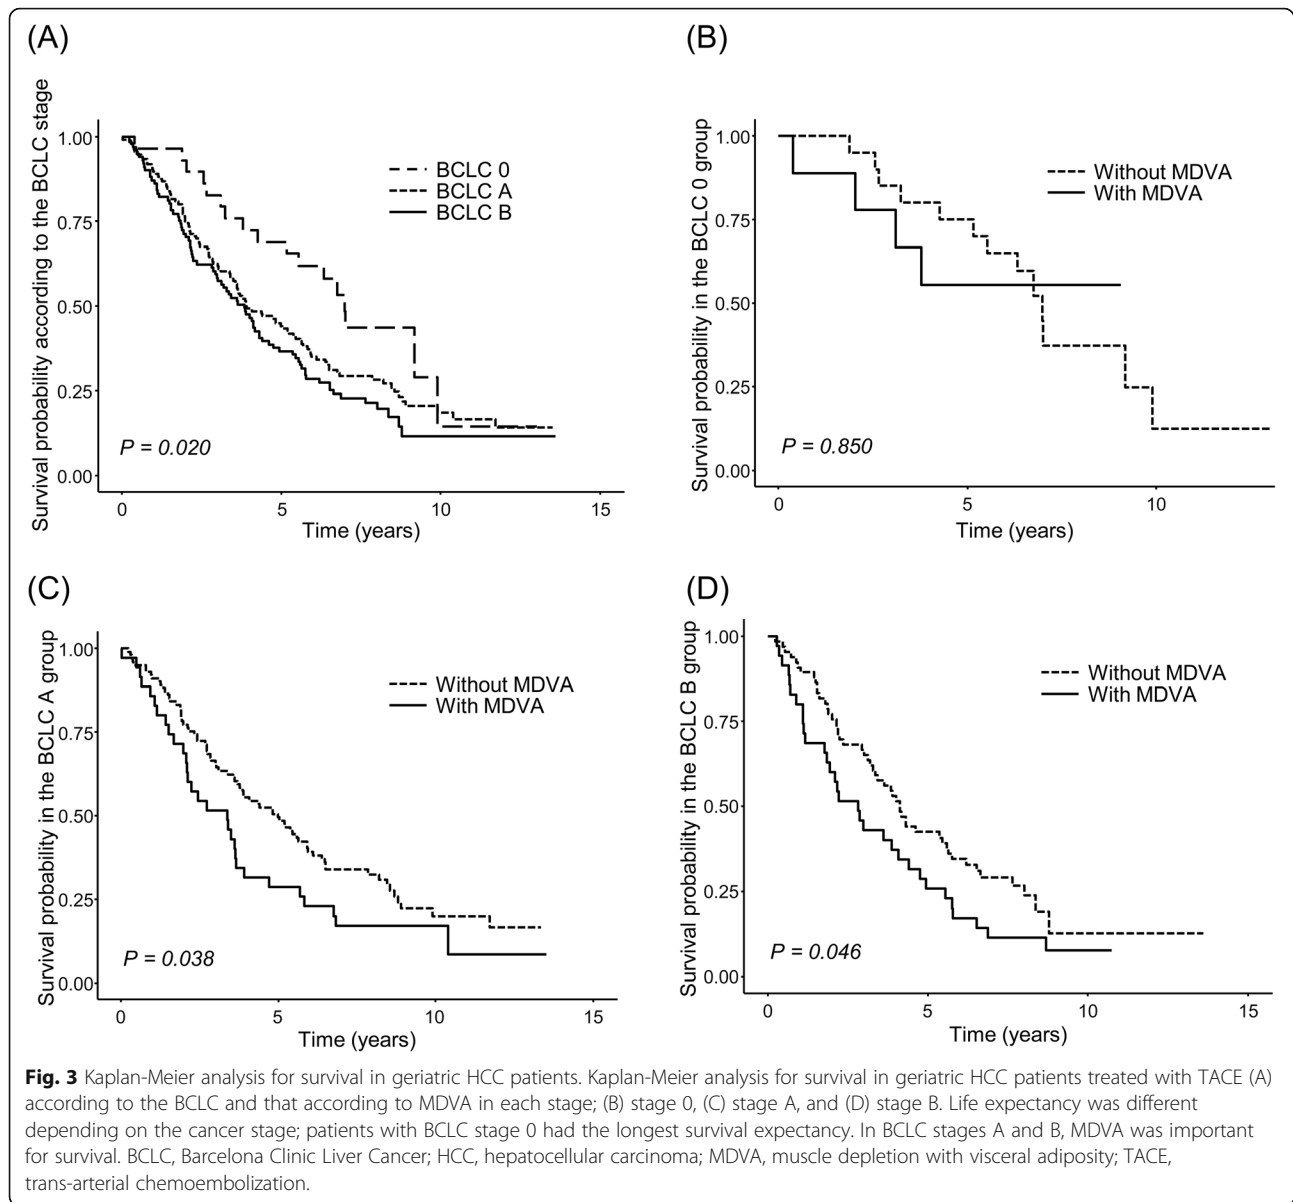 (A)
Survival probability according to the BCLC stage
1.00
0.75
0.50
0.25
0.00
BCLC 0
BCLC A
BCLC B
P = 0.020
0 5 10 15
Time (years)
(B)
Survival probability in the BCLC 0 group
1.00
0.75
0.50
0.25
0.00
Without MDVA
With MDVA
P = 0.850
0 5 10
Time (years)
(C)
Survival probability in the BCLC A group
1.00
0.75
0.50
0.25
0.00
Without MDVA
With MDVA
P = 0.038
0 5 10 15
Time (years)
(D)
Survival probability in the BCLC B group
1.00
0.75
0.50
0.25
0.00
Without MDVA
With MDVA
P = 0.046
0 5 10 15
Time (years)
Fig. 3 Kaplan-Meier analysis for survival in geriatric HCC patients. Kaplan-Meier analysis for survival in geriatric HCC patients treated with TACE (A)
according to the BCLC and that according to MDVA in each stage; (B) stage 0, (C) stage A, and (D) stage B. Life expectancy was different
depending on the cancer stage; patients with BCLC stage 0 had the longest survival expectancy. In BCLC stages A and B, MDVA was important
for survival. BCLC, Barcelona Clinic Liver Cancer; HCC, hepatocellular carcinoma; MDVA, muscle depletion with visceral adiposity; TACE,
trans-arterial chemoembolization.